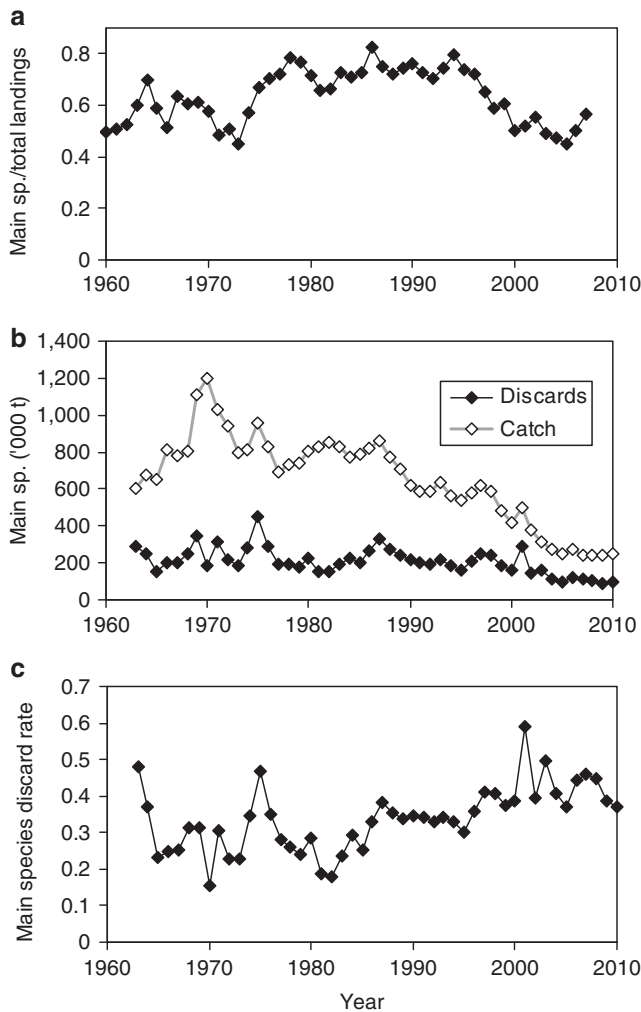 a
Main sp./total landings
0.8
0.6
0.4
0.2
0
1960 1970 1980 1990 2000 2010
b
Main sp. ('000 t)
1,400
1,200
1,000
800
600
400
200
0
Discards
Catch
1960 1970 1980 1990 2000 2010
c
Main species discard rate
0.7
0.6
0.5
0.4
0.3
0.2
0.1
0
1960 1970 1980 1990 2000 2010
Year